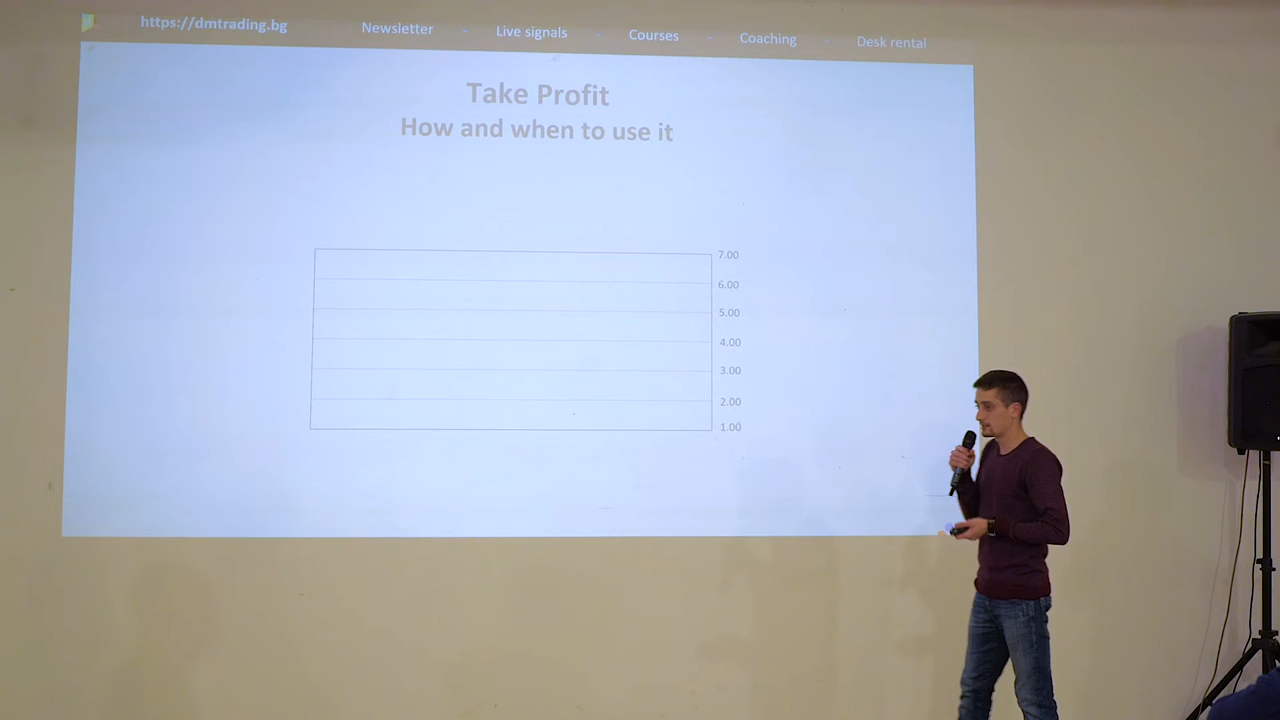 https://dmtrading.bg Newsletter - Live signals - Courses - Coaching - Desk rental
Take Profit
How and when to use it
7.00
6.00
5.00
4.00
3.00
2.00
1.00